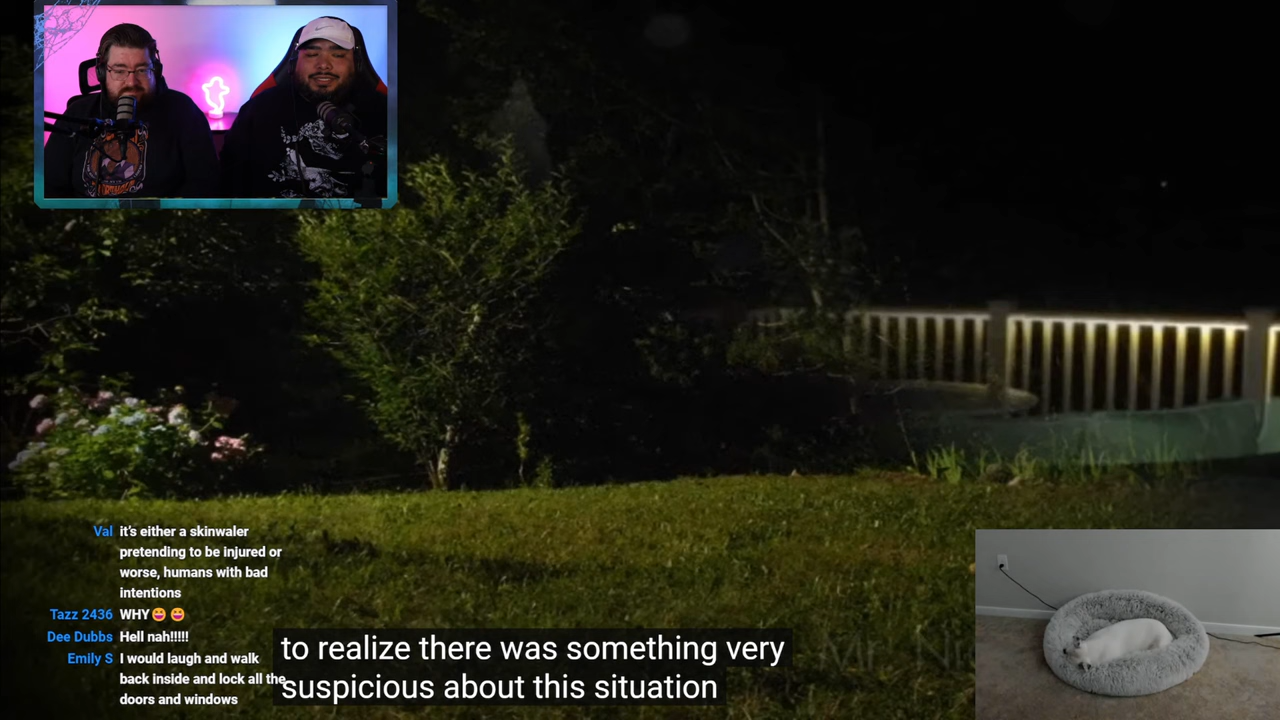 Val it's either a skinwaler
pretending to be injured or
worse, humans with bad
intentions
Tazz 2436 WHY😄 😄
Dee Dubbs Hell nah!!!!!
Emily S I would laugh and walk
back inside and lock all the
doors and windows
to realize there was something very
suspicious about this situation